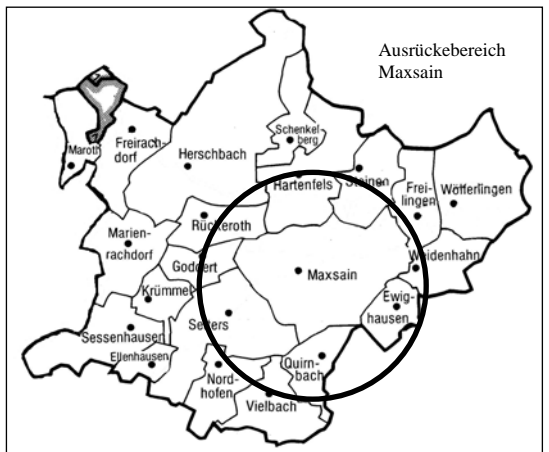 Ausrückebereich
Maxsain
Schenkel-
berg
Maroth
Freirach-
dorf
Herschbach
Hartenfels
Steinen
Frei-
lingen
Wölferlingen
Rückeroth
Marien-
rachdorf
Goddert
Maxsain
Weidenhahn
Krümmel
Selters
Ewig-
hausen
Sessenhausen
Ellenhausen
Nord-
hofen
Quirn-
bach
Vielbach